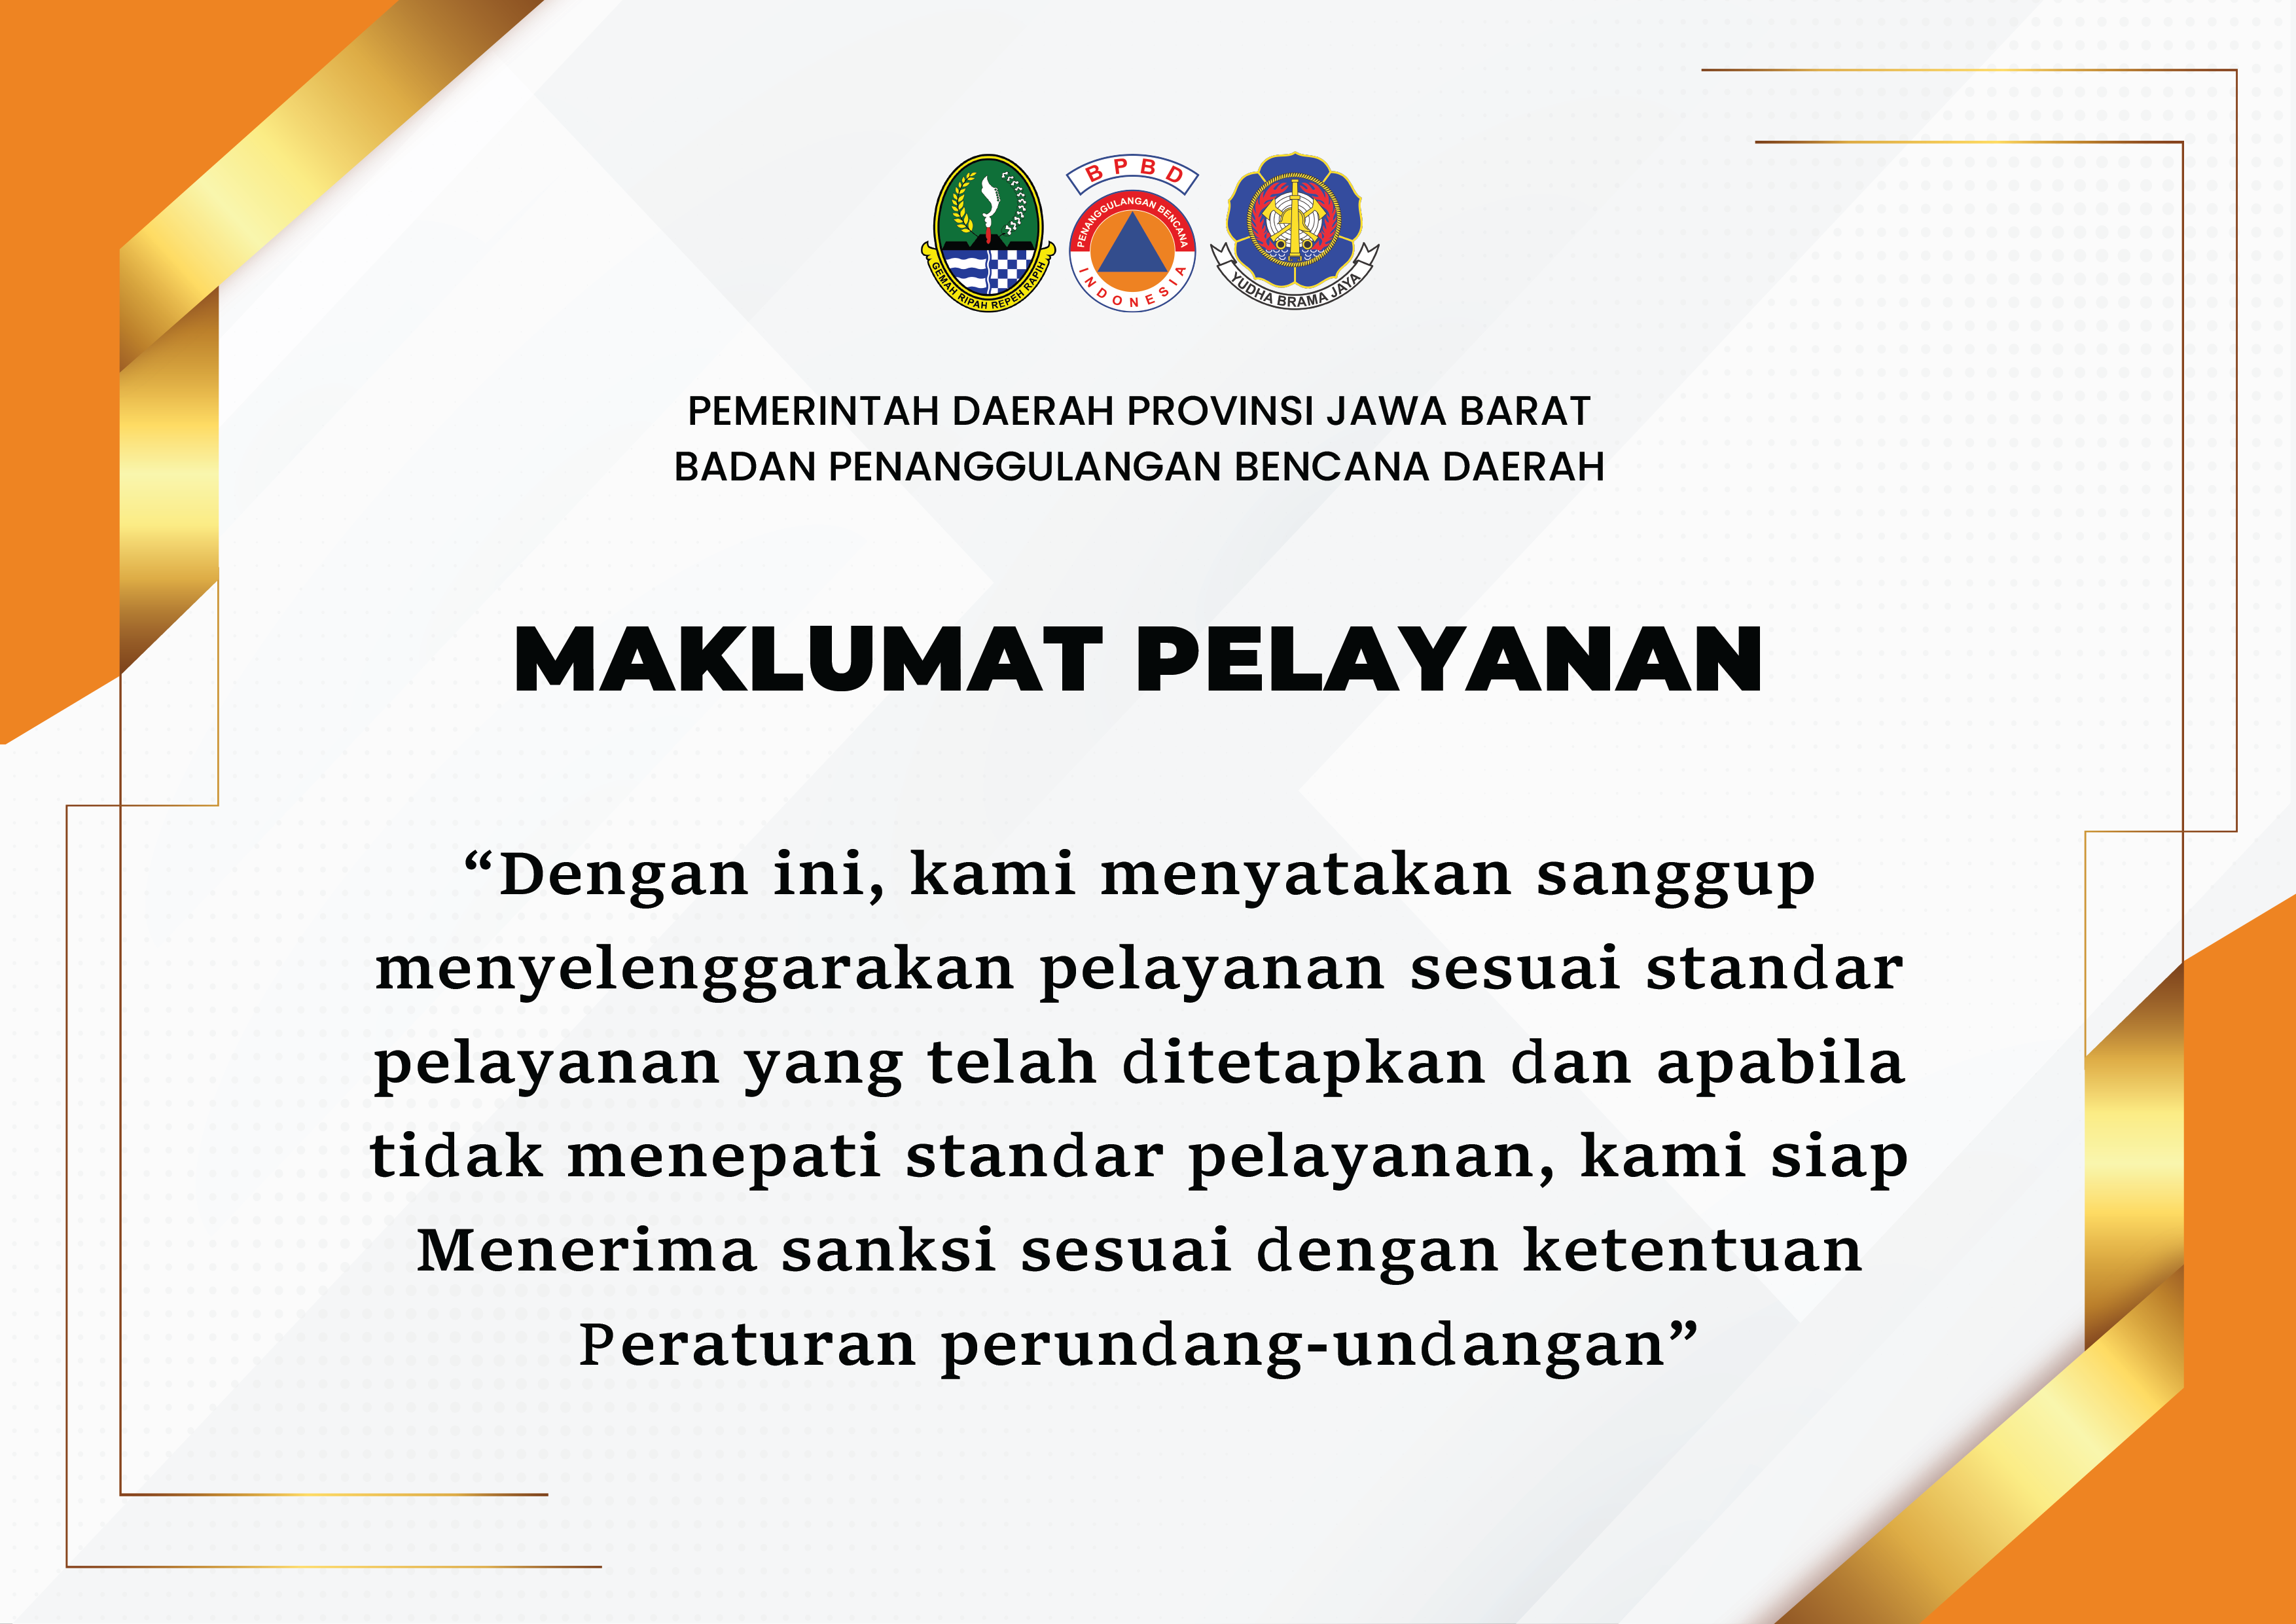 GEMAH RIPAH REPEH RAPIH
BPBD
PENANGGULANGAN BENCANA
INDONESIA
YUDHA BRAMA JAYA
PEMERINTAH DAERAH PROVINSI JAWA BARAT
BADAN PENANGGULANGAN BENCANA DAERAH
MAKLUMAT PELAYANAN
“Dengan ini, kami menyatakan sanggup
menyelenggarakan pelayanan sesuai standar
pelayanan yang telah ditetapkan dan apabila
tidak menepati standar pelayanan, kami siap
Menerima sanksi sesuai dengan ketentuan
Peraturan perundang-undangan”